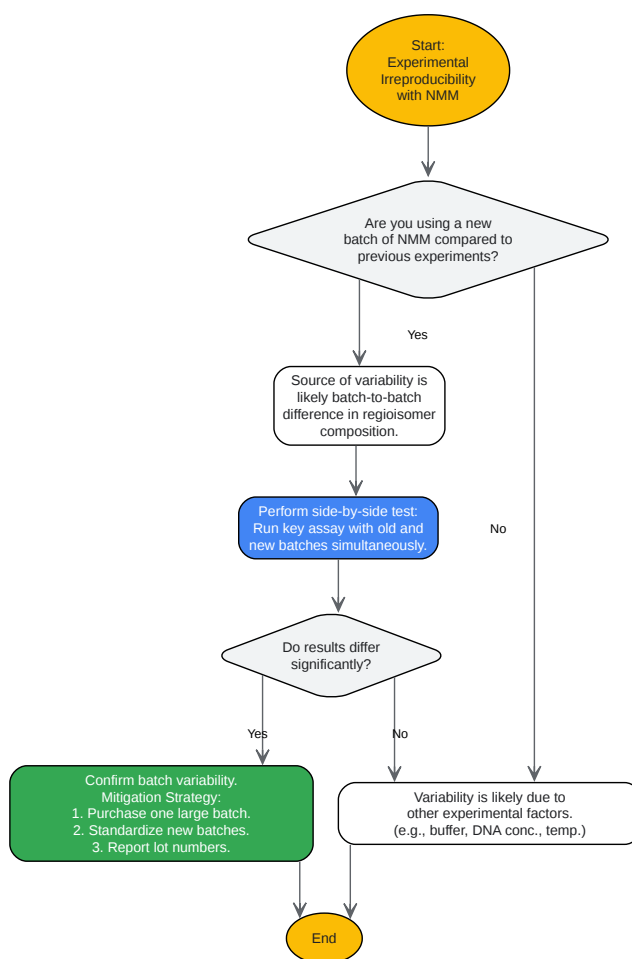 Start:
Experimental
Irreproducibility
with NMM
Are you using a new
batch of NMM compared to
previous experiments?
Yes
Source of variability is
likely batch-to-batch
difference in regioisomer
composition.
Perform side-by-side test:
Run key assay with old and
new batches simultaneously.
No
Do results differ
significantly?
Yes
No
Confirm batch variability.
Mitigation Strategy:
1. Purchase one large batch.
2. Standardize new batches.
3. Report lot numbers.
Variability is likely due to
other experimental factors.
(e.g., buffer, DNA conc., temp.)
End